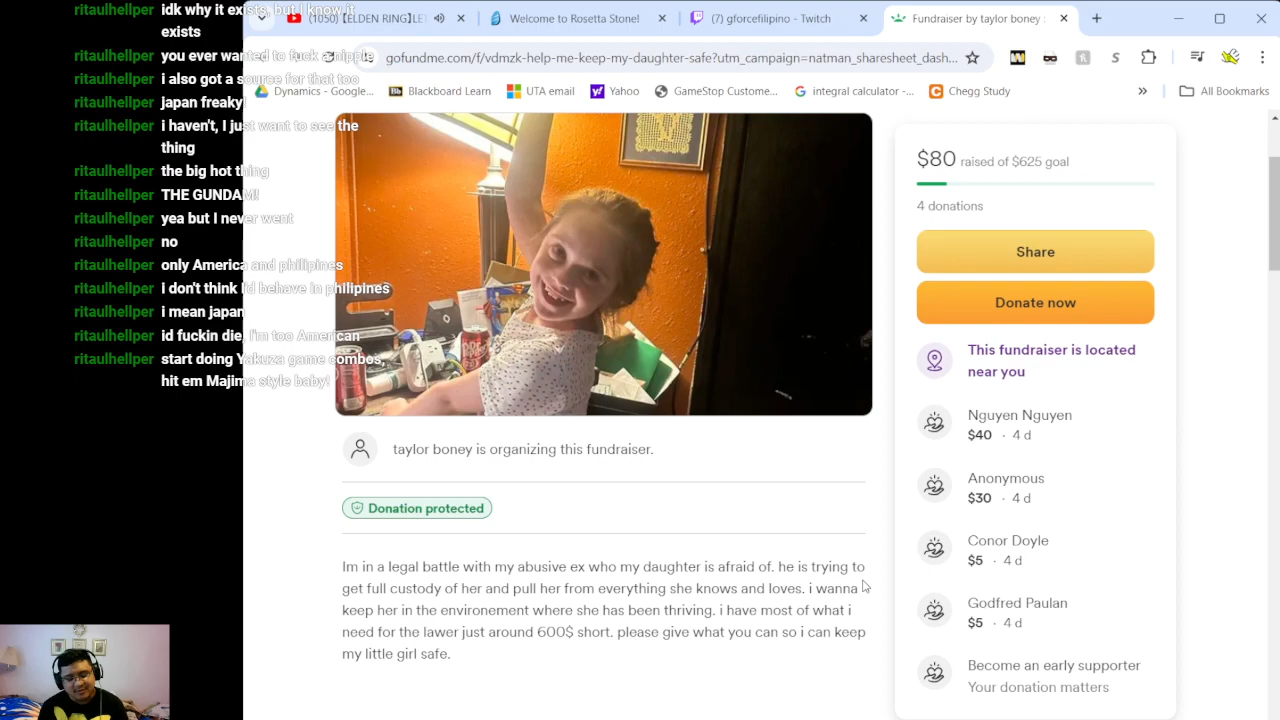 ritaulhellper idk why it exists, but I know it
exists
ritaulhellper you ever wanted to fuck a nipple
ritaulhellper i also got a source for that too
ritaulhellper japan freaky!
ritaulhellper i haven't, I just want to see the
thing
ritaulhellper the big hot thing
ritaulhellper THE GUNDAM!
ritaulhellper yea but I never went
ritaulhellper no
ritaulhellper only America and phillipines
ritaulhellper i don't think I'd behave in philpines
ritaulhellper i mean japan
ritaulhellper id fuckin die, I'm too American
ritaulhellper start doing Yakuza game combos,
hit em Majima style baby!
(1050) 【ELDEN RING】LET
Welcome to Rosetta Stone!
(7) gforcefilipino - Twitch
Fundraiser by taylor boney :
gofundme.com/f/vdmzk-help-me-keep-my-daughter-safe?utm_campaign=natman_sharesheet_dash...
Dynamics - Google...
Blackboard Learn
UTA email
Yahoo
GameStop Custome...
integral calculator -...
Chegg Study
All Bookmarks
Dr Pepper
taylor boney is organizing this fundraiser.
Donation protected
Im in a legal battle with my abusive ex who my daughter is afraid of. he is trying to
get full custody of her and pull her from everything she knows and loves. i wanna
keep her in the environement where she has been thriving. i have most of what i
need for the lawer just around 600$ short. please give what you can so i can keep
my little girl safe.
$80 raised of $625 goal
4 donations
Share
Donate now
This fundraiser is located
near you
Nguyen Nguyen
$40 · 4 d
Anonymous
$30 · 4 d
Conor Doyle
$5 · 4 d
Godfred Paulan
$5 · 4 d
Become an early supporter
Your donation matters